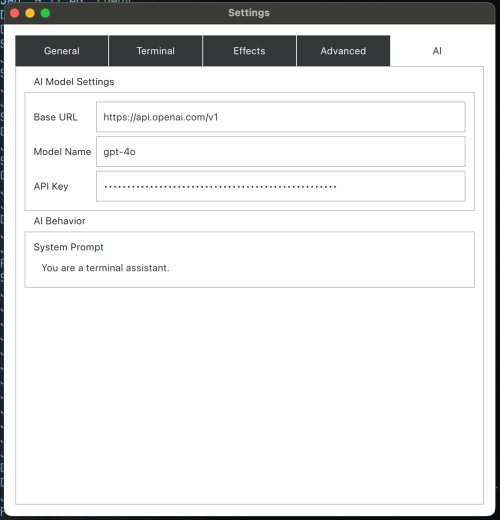 Settings
General Terminal Effects Advanced AI
AI Model Settings
Base URL https://api.openai.com/v1
Model Name gpt-4o
API Key ••••••••••••••••••••••••••••••••••••••••••••••••••
AI Behavior
System Prompt
You are a terminal assistant.